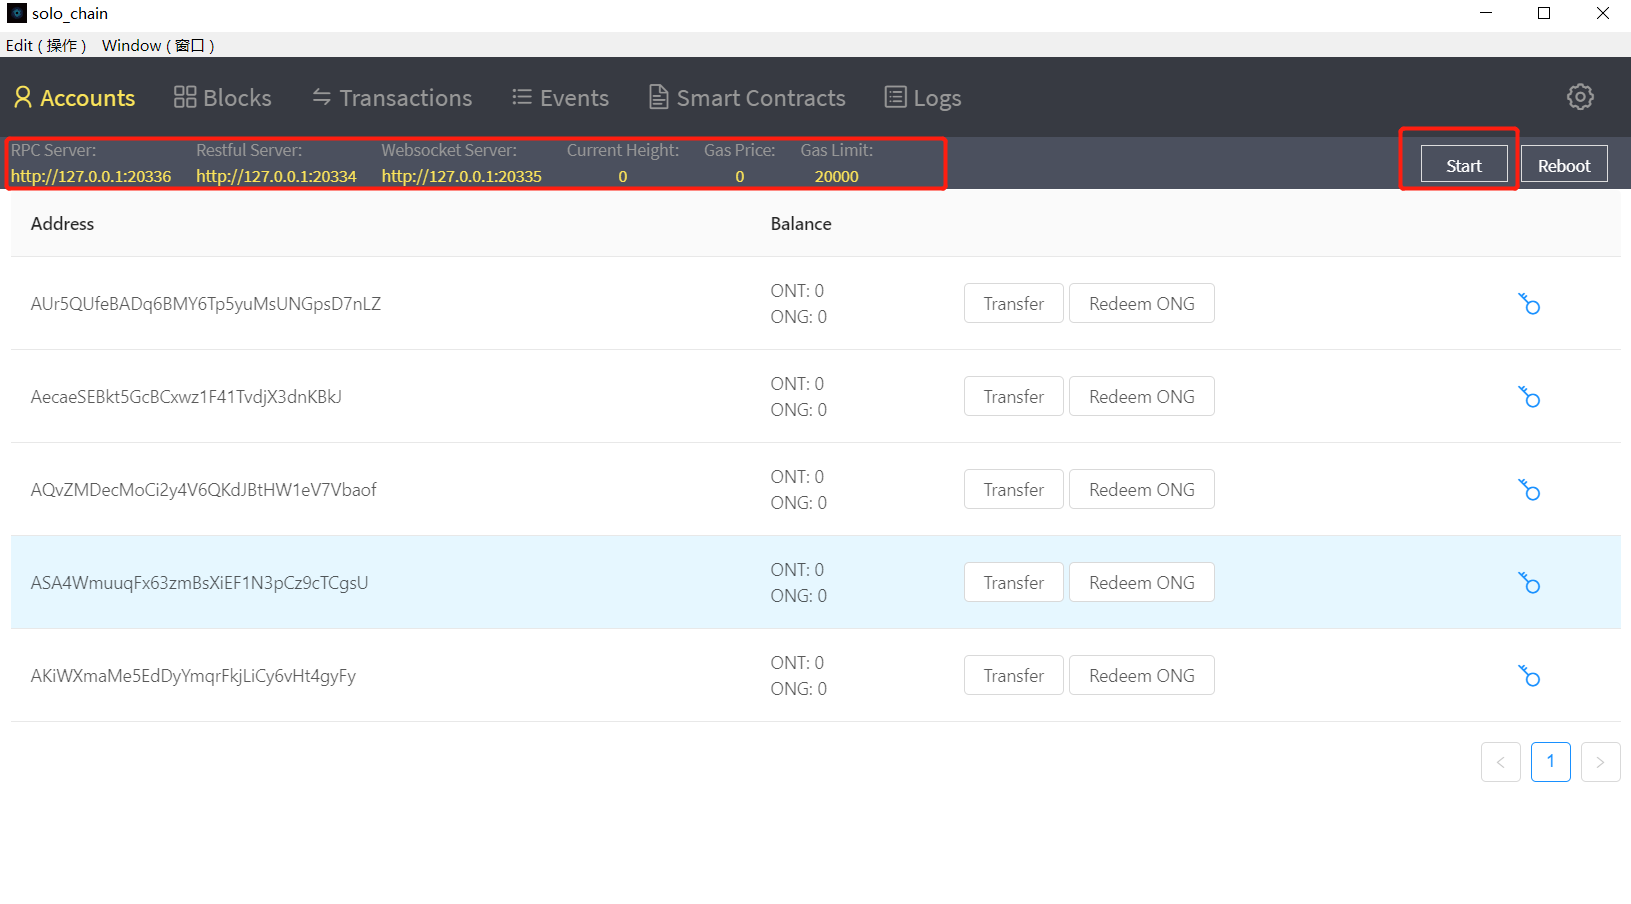 solo_chain
Edit ( 操作 ) Window ( 窗口 )
Accounts Blocks Transactions Events Smart Contracts Logs
RPC Server: Restful Server: Websocket Server: Current Height: Gas Price: Gas Limit:
http://127.0.0.1:20336 http://127.0.0.1:20334 http://127.0.0.1:20335 0 0 20000
Start Reboot
Address Balance
AUr5QUfeBADq6BMY6Tp5yuMsUNGpsD7nLZ
ONT: 0
ONG: 0
Transfer Redeem ONG
AecaeSEBkt5GcBCxwz1F41TvdjX3dnKBkJ
ONT: 0
ONG: 0
Transfer Redeem ONG
AQvZMDecMoCi2y4V6QKdJBtHW1eV7Vbaof
ONT: 0
ONG: 0
Transfer Redeem ONG
ASA4WmuuqFx63zmBsXiEF1N3pCz9cTCgsU
ONT: 0
ONG: 0
Transfer Redeem ONG
AKiWXmaMe5EdDyYmqrFkjLiCy6vHt4gyFy
ONT: 0
ONG: 0
Transfer Redeem ONG
< 1 >